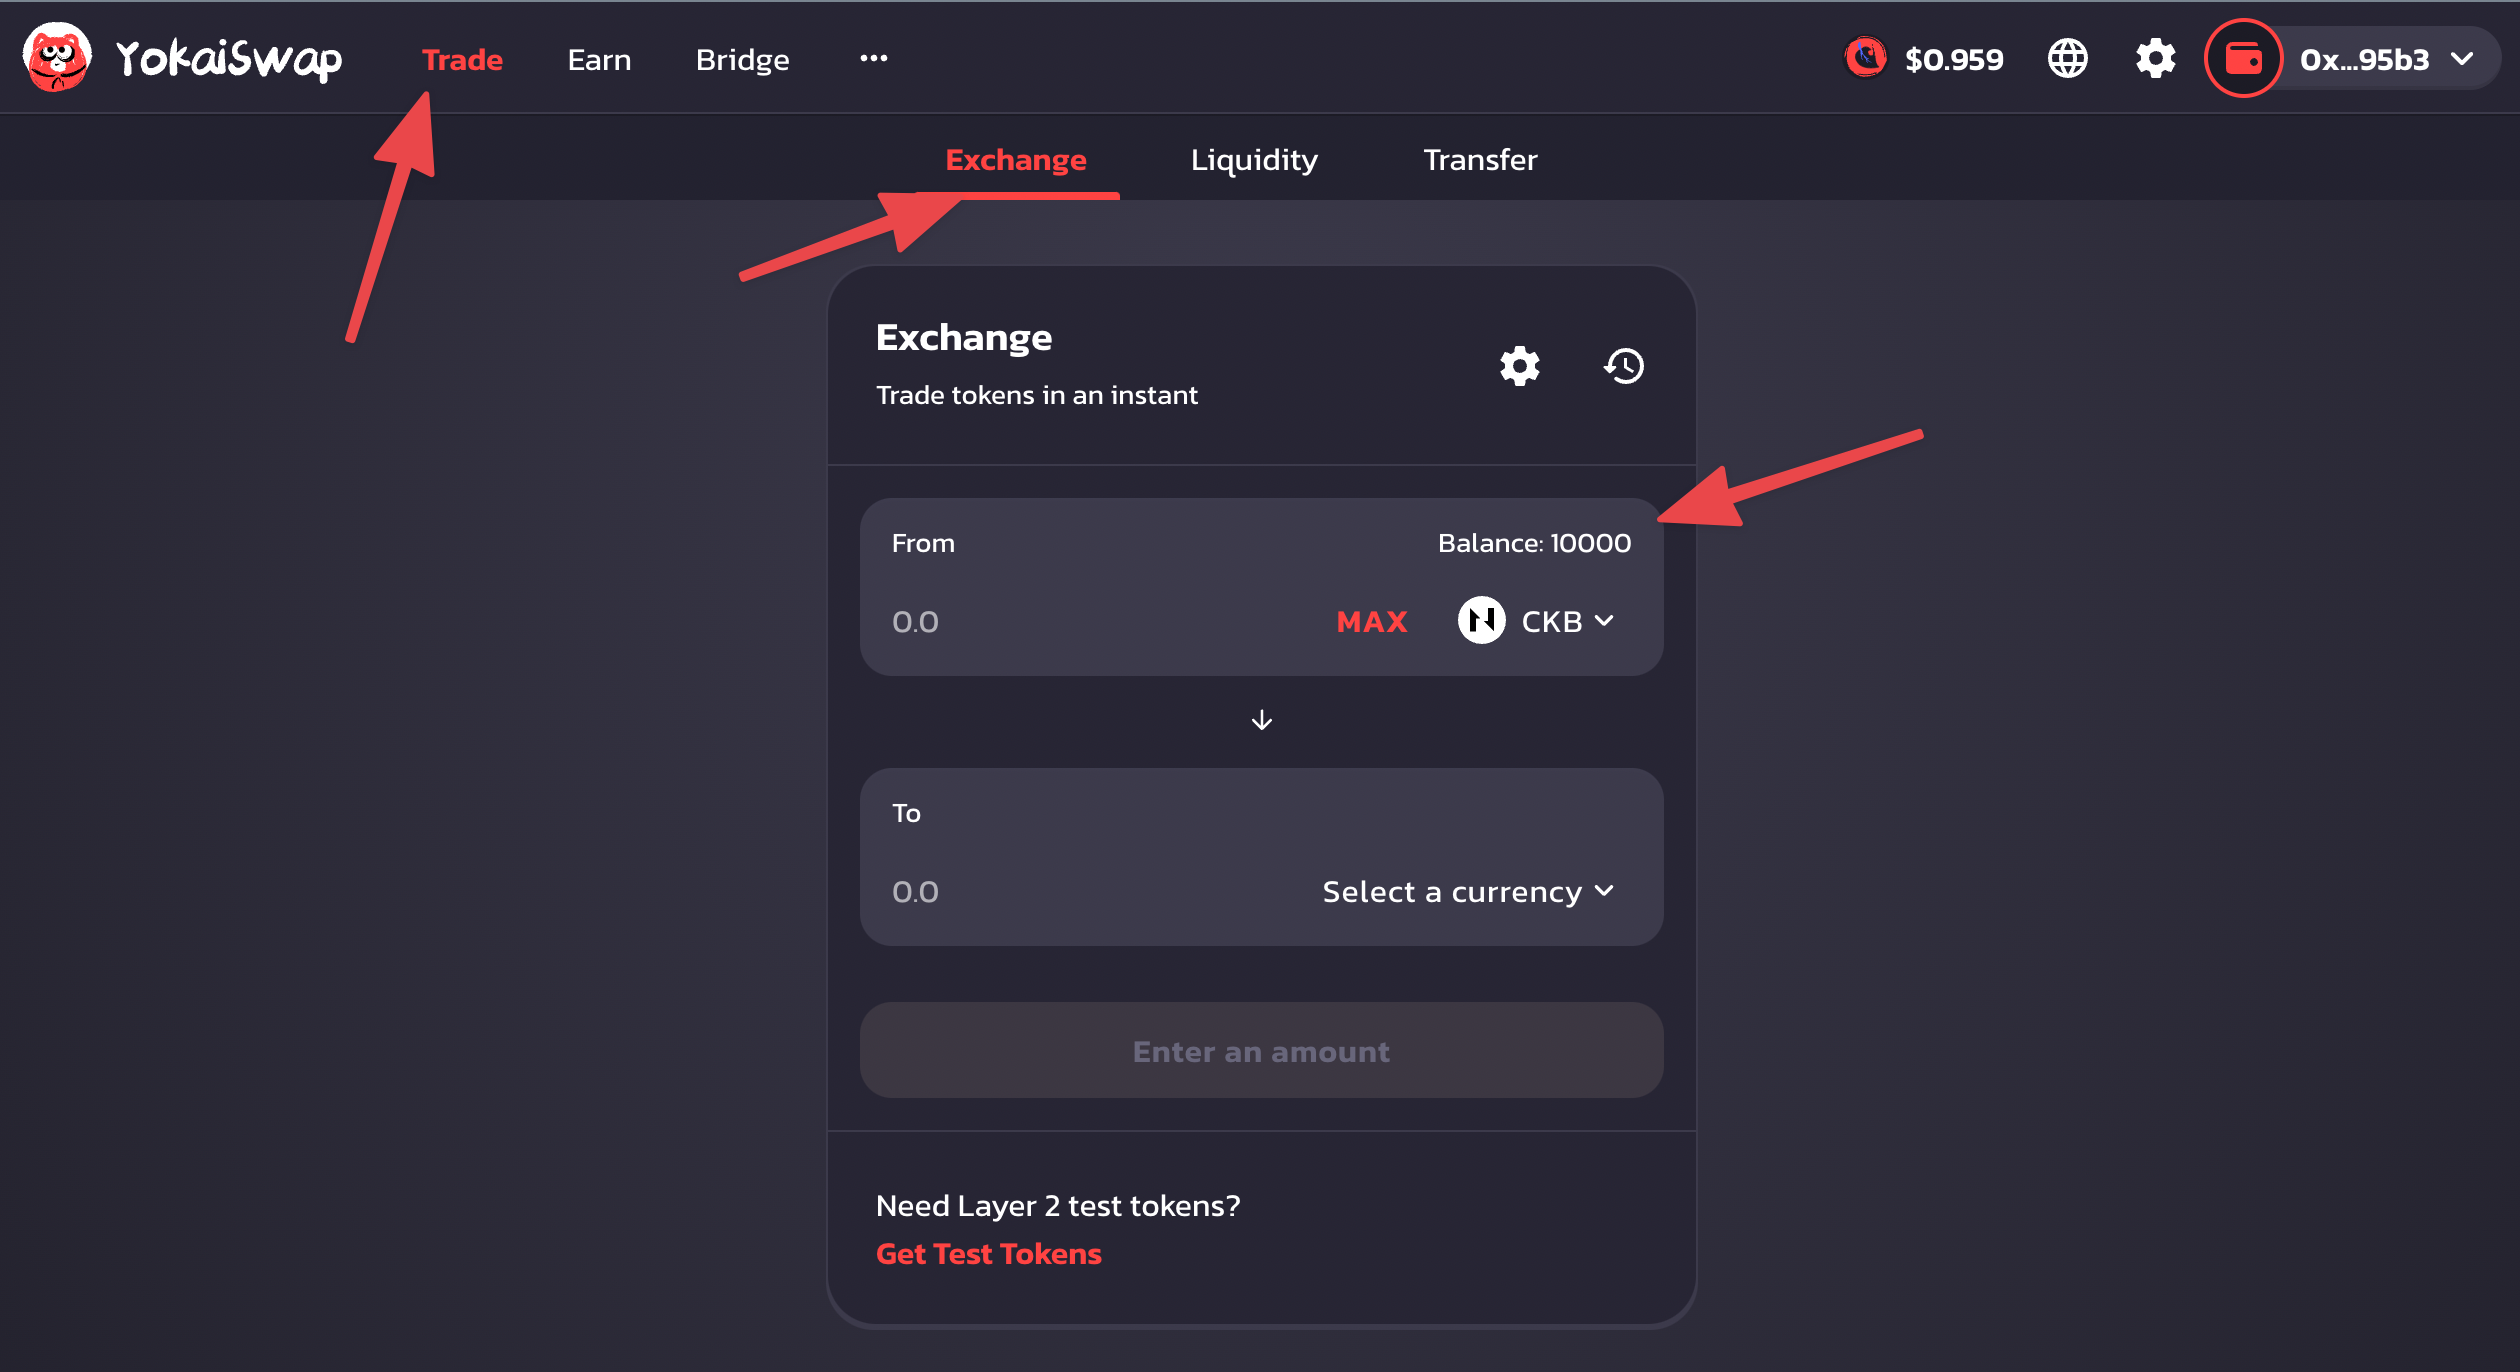 YokaiSwap Trade Earn Bridge ••• $0.959 0x...95b3
Exchange Liquidity Transfer
Exchange
Trade tokens in an instant
From Balance: 10000
0.0 MAX CKB
To
0.0 Select a currency
Enter an amount
Need Layer 2 test tokens?
Get Test Tokens